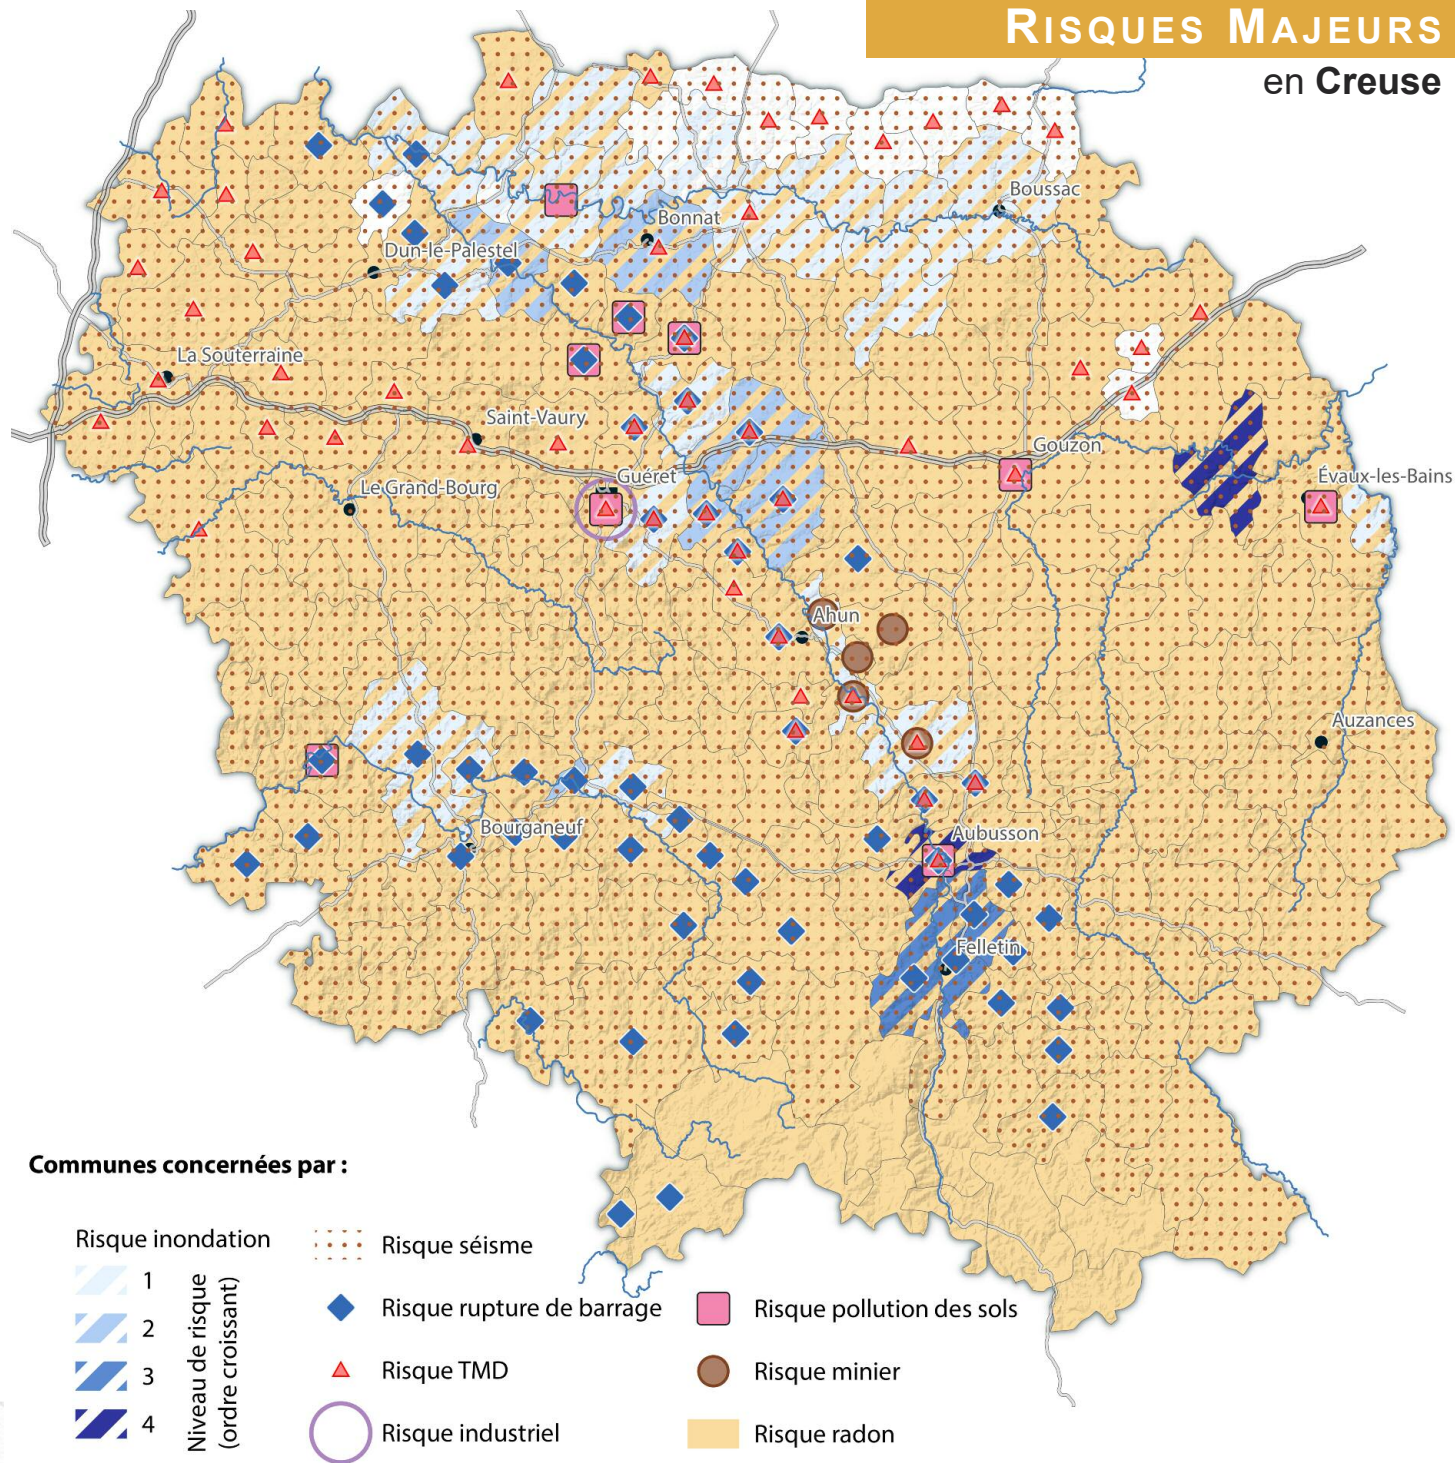 RISQUES MAJEURS
en Creuse
Boussac
Bonnat
Dun-le-Palestel
La Souterraine
Saint-Vaury
Gouzon
Guéret
Évaux-les-Bains
Le Grand-Bourg
Ahun
Auzances
Bourganeuf
Aubusson
Felletin
Communes concernées par :
Risque inondation
1
2
3
4
Niveau de risque
(ordre croissant)
Risque séisme
Risque rupture de barrage
Risque TMD
Risque industriel
Risque pollution des sols
Risque minier
Risque radon